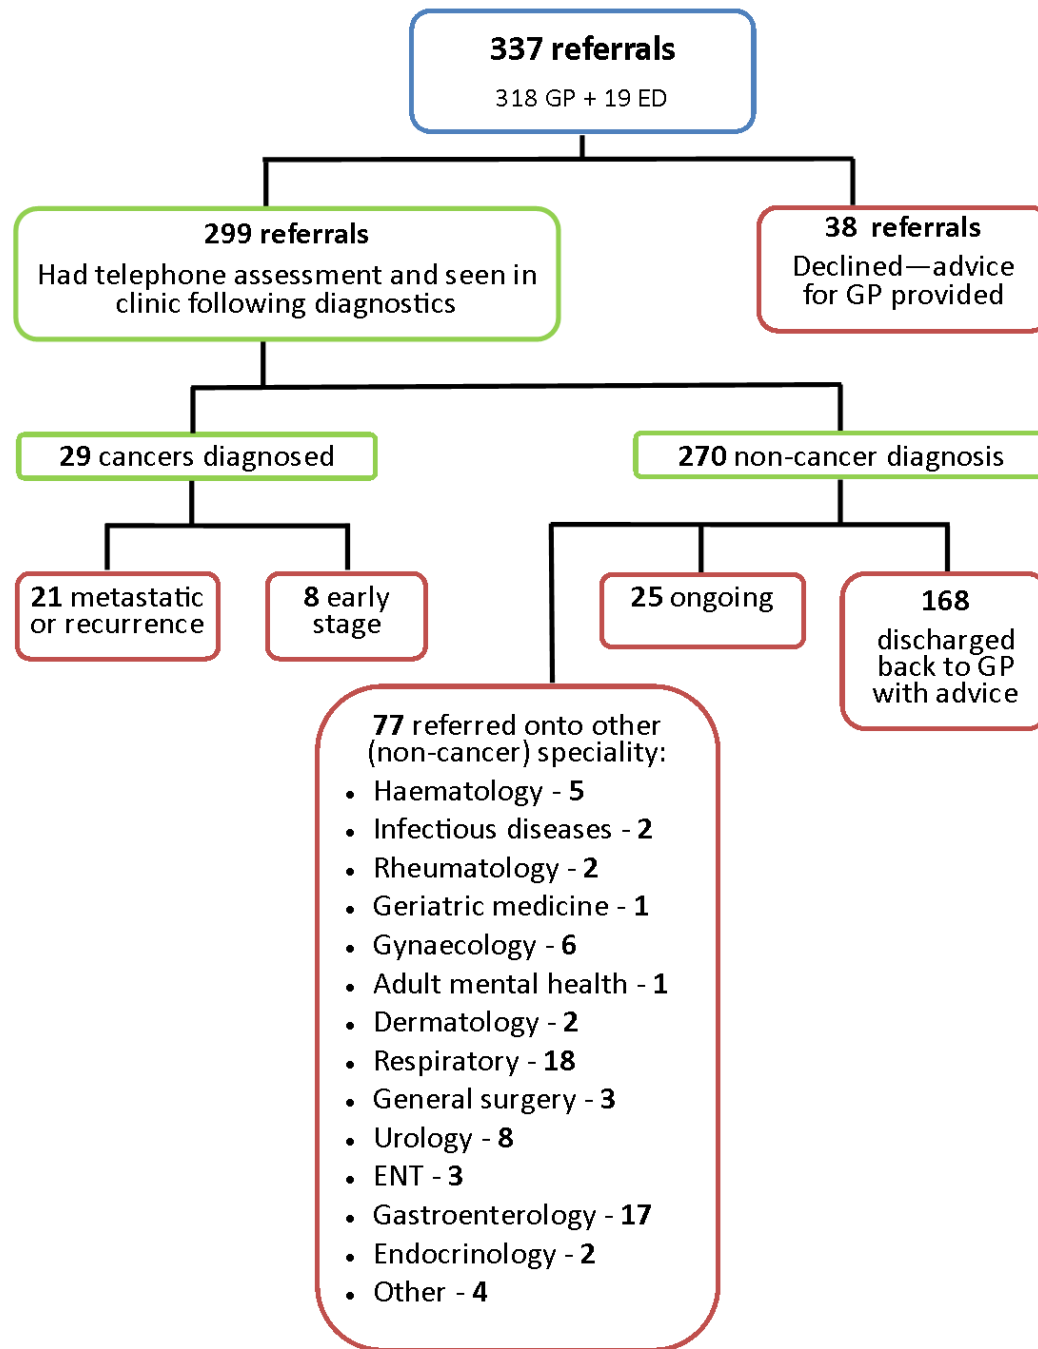 337 referrals
318 GP + 19 ED
299 referrals
Had telephone assessment and seen in
clinic following diagnostics
38 referrals
Declined—advice
for GP provided
29 cancers diagnosed
270 non-cancer diagnosis
21 metastatic
or recurrence
8 early
stage
25 ongoing
168
discharged
back to GP
with advice
77 referred onto other
(non-cancer) speciality:
• Haematology - 5
• Infectious diseases - 2
• Rheumatology - 2
• Geriatric medicine - 1
• Gynaecology - 6
• Adult mental health - 1
• Dermatology - 2
• Respiratory - 18
• General surgery - 3
• Urology - 8
• ENT - 3
• Gastroenterology - 17
• Endocrinology - 2
• Other - 4